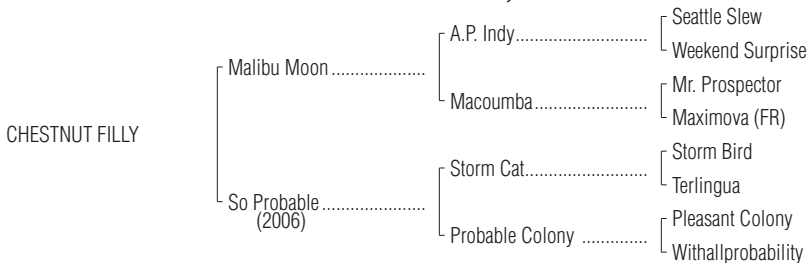 Seattle Slew
A.P. Indy....................................
Weekend Surprise
Malibu Moon .....................
Mr. Prospector
Macoumba................................
Maximova (FR)
CHESTNUT FILLY
Storm Bird
Storm Cat..................................
Terlingua
So Probable .......................
(2006)
Pleasant Colony
Probable Colony ..............
Withallprobability